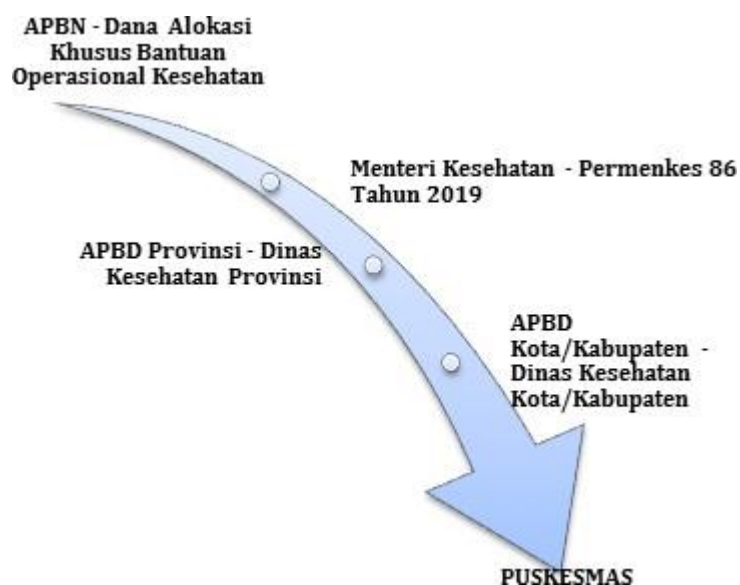 APBN - Dana Alokasi
Khusus Bantuan
Operasional Kesehatan
Menteri Kesehatan - Permenkes 86
Tahun 2019
APBD Provinsi - Dinas
Kesehatan Provinsi
APBD
Kota/Kabupaten -
Dinas Kesehatan
Kota/Kabupaten
PUSKESMAS